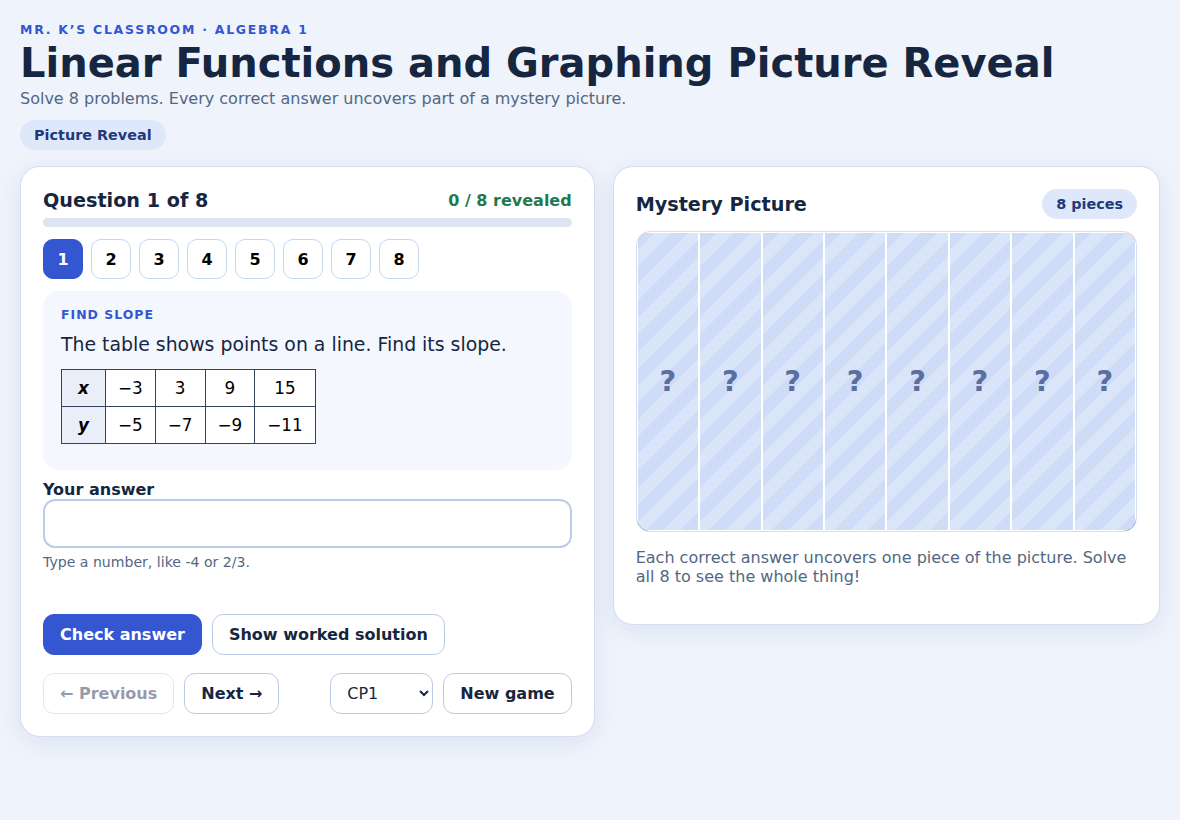 MR. K’S CLASSROOM · ALGEBRA 1
Linear Functions and Graphing Picture Reveal
Solve 8 problems. Every correct answer uncovers part of a mystery picture.
Picture Reveal
Question 1 of 8
0 / 8 revealed
1 2 3 4 5 6 7 8
FIND SLOPE
The table shows points on a line. Find its slope.
x −3 3 9 15
y −5 −7 −9 −11
Your answer
Type a number, like -4 or 2/3.
Check answer
Show worked solution
← Previous
Next →
CP1
New game
Mystery Picture
8 pieces
? ? ? ? ? ? ? ?
Each correct answer uncovers one piece of the picture. Solve
all 8 to see the whole thing!